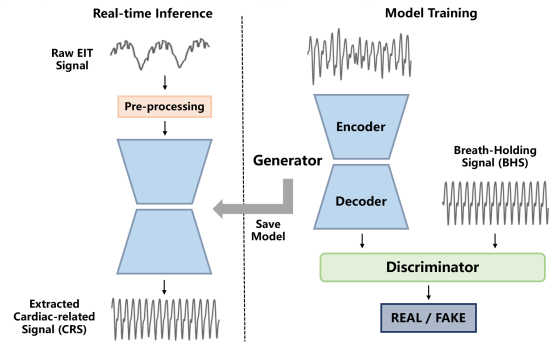 Real-time Inference
Raw EIT
Signal
Pre-processing
Extracted
Cardiac-related
Signal (CRS)
Model Training
Encoder
Generator
Decoder
Save
Model
Breath-Holding
Signal (BHS)
Discriminator
REAL / FAKE